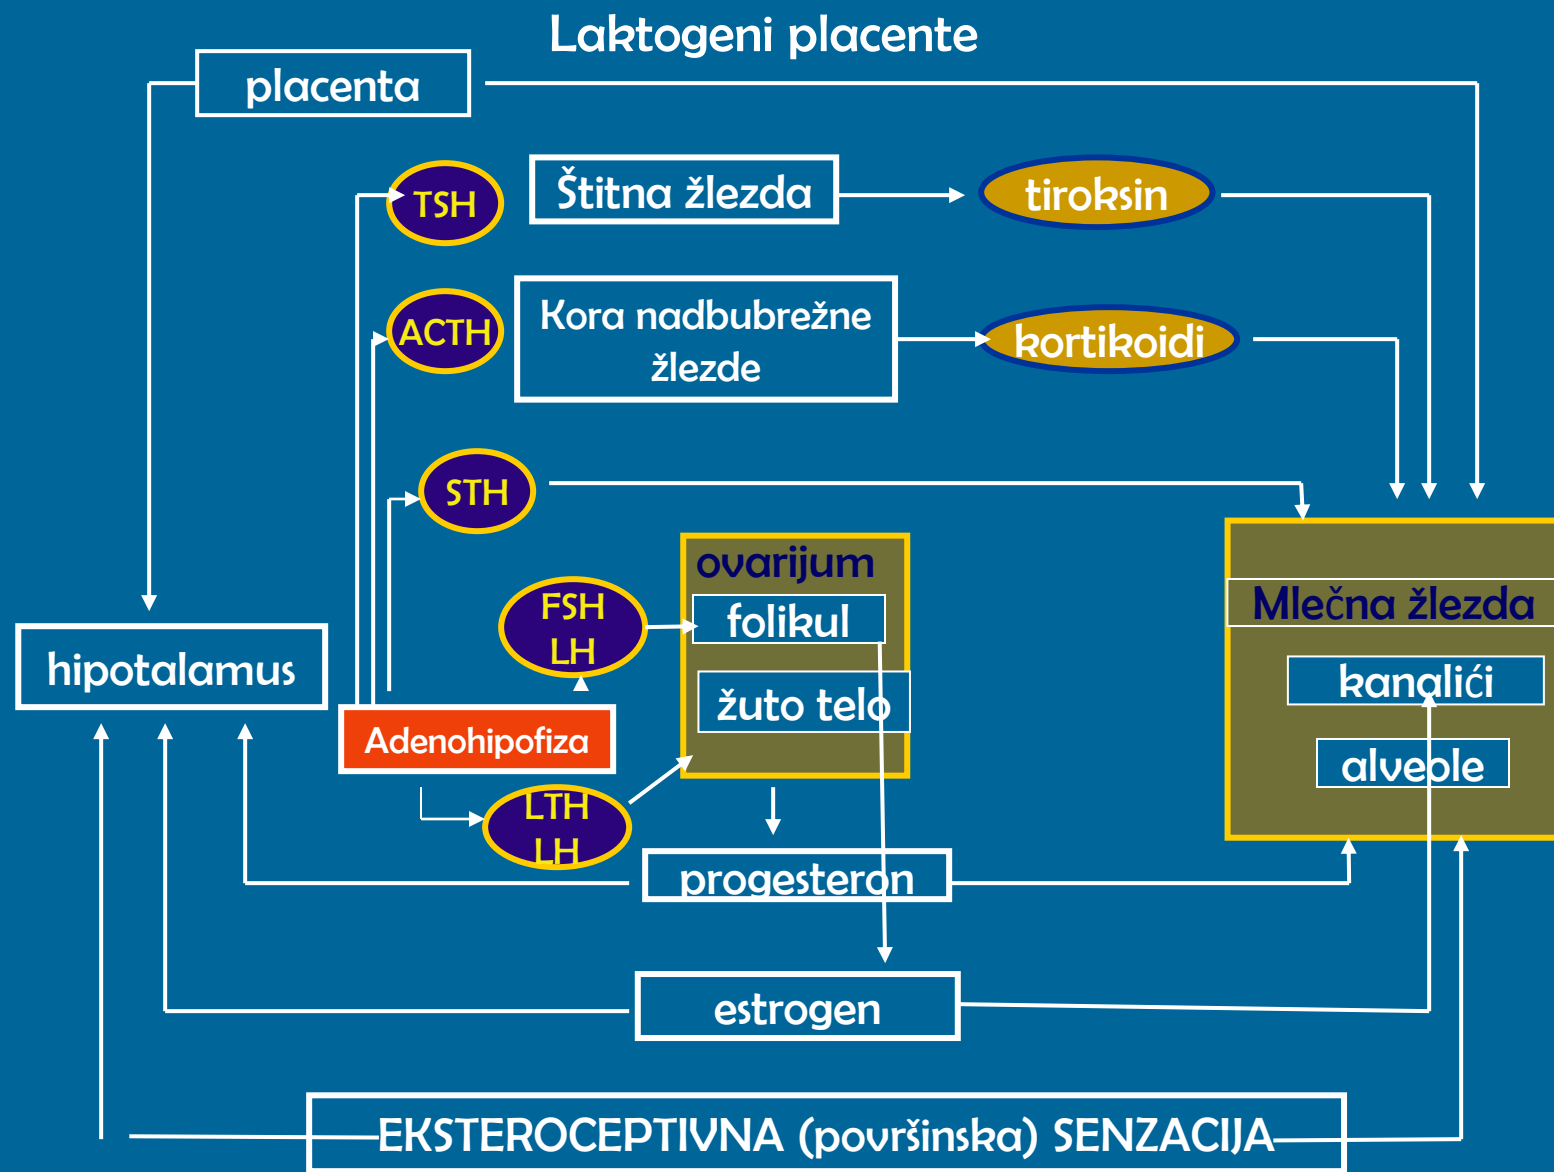 Laktogeni placente
placenta
TSH
Štitna žlezda
tiroksin
ACTH
Kora nadbubrežne
žlezde
kortikoidi
STH
ovarijum
FSH
LH
folikul
Mlečna žlezda
hipotalamus
kanalići
žuto telo
Adenohipofiza
alveole
LTH
LH
progesteron
estrogen
EKSTEROCEPTIVNA (površinska) SENZACIJA